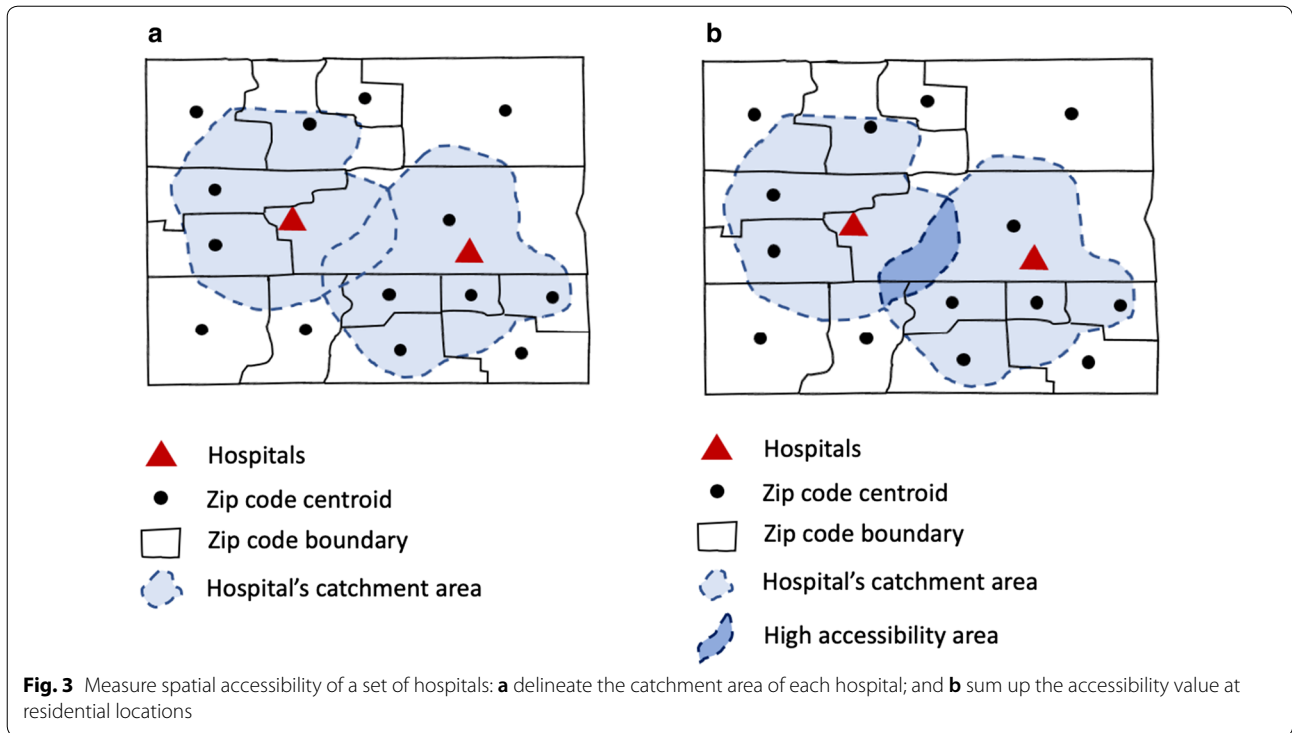 a
b
Hospitals
Zip code centroid
Zip code boundary
Hospital's catchment area
Hospitals
Zip code centroid
Zip code boundary
Hospital's catchment area
High accessibility area
Fig. 3 Measure spatial accessibility of a set of hospitals: a delineate the catchment area of each hospital; and b sum up the accessibility value at
residential locations